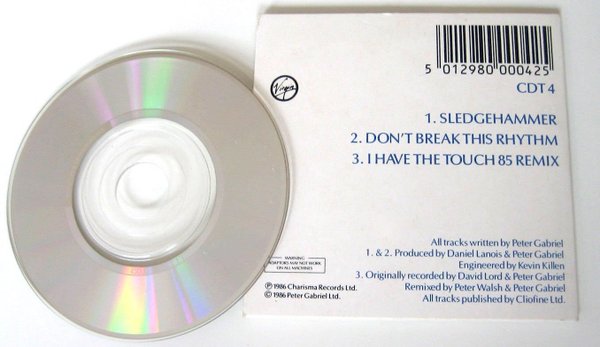 5 012980 000425
CDT 4
Virgin
1. SLEDGEHAMMER
2. DON'T BREAK THIS RHYTHM
3. I HAVE THE TOUCH 85 REMIX
All tracks written by Peter Gabriel
1. & 2. Produced by Daniel Lanois & Peter Gabriel
Engineered by Kevin Killen
3. Originally recorded by David Lord & Peter Gabriel
Remixed by Peter Walsh & Peter Gabriel
All tracks published by Cliofine Ltd.
WARNING
ADAPTORS MAY NOT WORK
ON ALL MACHINES
℗ 1986 Charisma Records Ltd.
© 1986 Peter Gabriel Ltd.